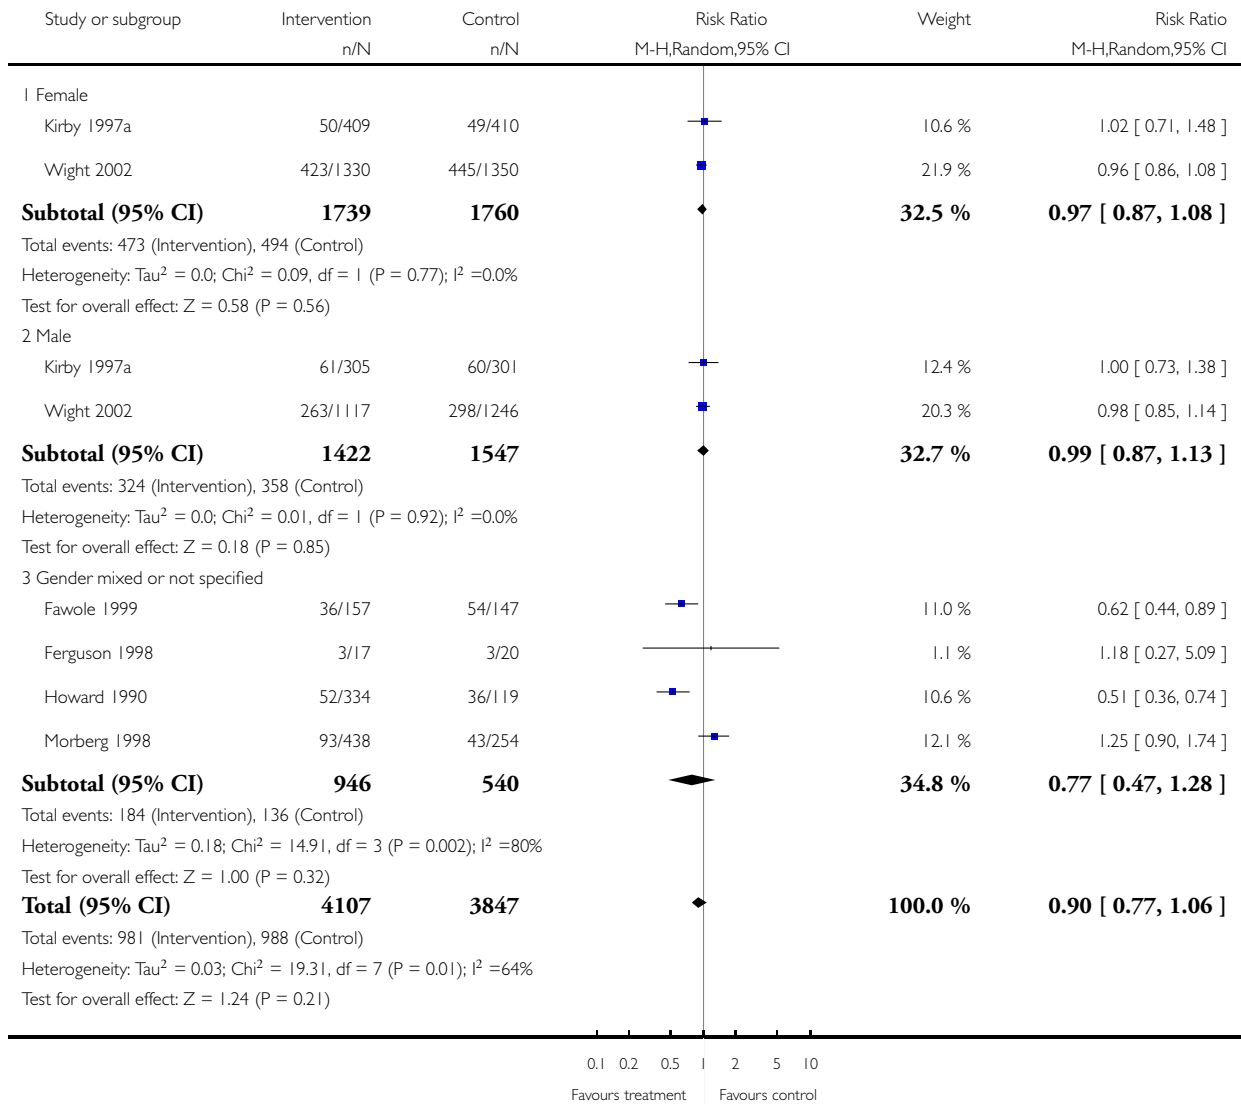 Study or subgroup Intervention Control Risk Ratio Weight Risk Ratio
n/N n/N M-H,Random,95% CI M-H,Random,95% CI
1 Female
Kirby 1997a 50/409 49/410 10.6 % 1.02 [ 0.71, 1.48 ]
Wight 2002 423/1330 445/1350 21.9 % 0.96 [ 0.86, 1.08 ]
Subtotal (95% CI) 1739 1760 32.5 % 0.97 [ 0.87, 1.08 ]
Total events: 473 (Intervention), 494 (Control)
Heterogeneity: Tau² = 0.0; Chi² = 0.09, df = 1 (P = 0.77); I² =0.0%
Test for overall effect: Z = 0.58 (P = 0.56)
2 Male
Kirby 1997a 61/305 60/301 12.4 % 1.00 [ 0.73, 1.38 ]
Wight 2002 263/1117 298/1246 20.3 % 0.98 [ 0.85, 1.14 ]
Subtotal (95% CI) 1422 1547 32.7 % 0.99 [ 0.87, 1.13 ]
Total events: 324 (Intervention), 358 (Control)
Heterogeneity: Tau² = 0.0; Chi² = 0.01, df = 1 (P = 0.92); I² =0.0%
Test for overall effect: Z = 0.18 (P = 0.85)
3 Gender mixed or not specified
Fawole 1999 36/157 54/147 11.0 % 0.62 [ 0.44, 0.89 ]
Ferguson 1998 3/17 3/20 1.1 % 1.18 [ 0.27, 5.09 ]
Howard 1990 52/334 36/119 10.6 % 0.51 [ 0.36, 0.74 ]
Morberg 1998 93/438 43/254 12.1 % 1.25 [ 0.90, 1.74 ]
Subtotal (95% CI) 946 540 34.8 % 0.77 [ 0.47, 1.28 ]
Total events: 184 (Intervention), 136 (Control)
Heterogeneity: Tau² = 0.18; Chi² = 14.91, df = 3 (P = 0.002); I² =80%
Test for overall effect: Z = 1.00 (P = 0.32)
Total (95% CI) 4107 3847 100.0 % 0.90 [ 0.77, 1.06 ]
Total events: 981 (Intervention), 988 (Control)
Heterogeneity: Tau² = 0.03; Chi² = 19.31, df = 7 (P = 0.01); I² =64%
Test for overall effect: Z = 1.24 (P = 0.21)
0.1 0.2 0.5 1 2 5 10
Favours treatment Favours control